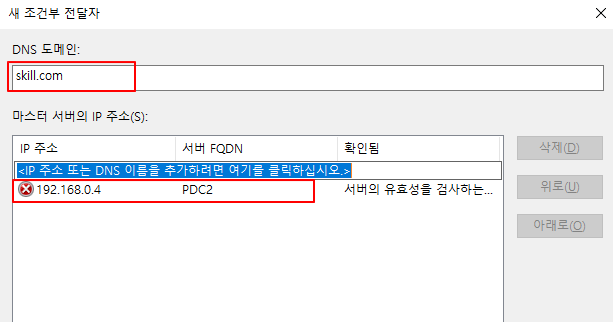 새 조건부 전달자
DNS 도메인:
skill.com
마스터 서버의 IP 주소(S):
IP 주소 서버 FQDN 확인됨
<IP 주소 또는 DNS 이름을 추가하려면 여기를 클릭하십시오.>
192.168.0.4 PDC2 서버의 유효성을 검사하는...
삭제(D)
위로(U)
아래로(O)